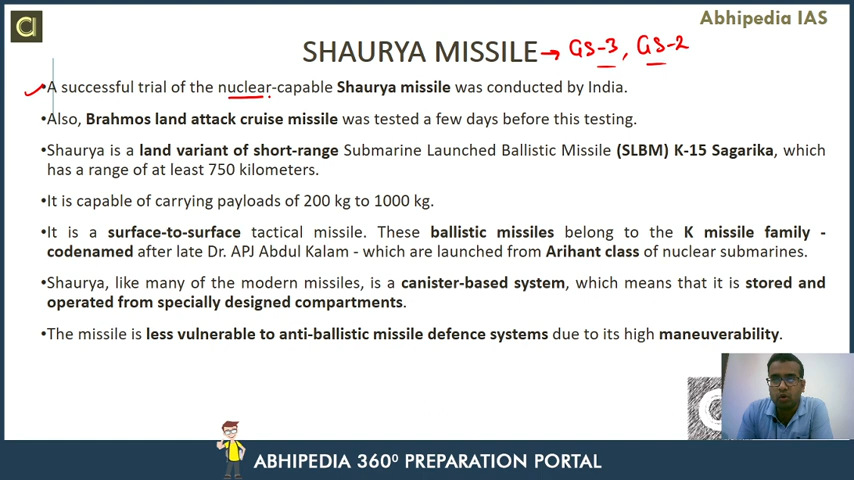 Abhipedia IAS
SHAURYA MISSILE → GS-3, GS-2
•A successful trial of the nuclear-capable Shaurya missile was conducted by India.
•Also, Brahmos land attack cruise missile was tested a few days before this testing.
•Shaurya is a land variant of short-range Submarine Launched Ballistic Missile (SLBM) K-15 Sagarika, which
has a range of at least 750 kilometers.
•It is capable of carrying payloads of 200 kg to 1000 kg.
•It is a surface-to-surface tactical missile. These ballistic missiles belong to the K missile family -
codenamed after late Dr. APJ Abdul Kalam - which are launched from Arihant class of nuclear submarines.
•Shaurya, like many of the modern missiles, is a canister-based system, which means that it is stored and
operated from specially designed compartments.
•The missile is less vulnerable to anti-ballistic missile defence systems due to its high maneuverability.
ABHIPEDIA 360⁰ PREPARATION PORTAL